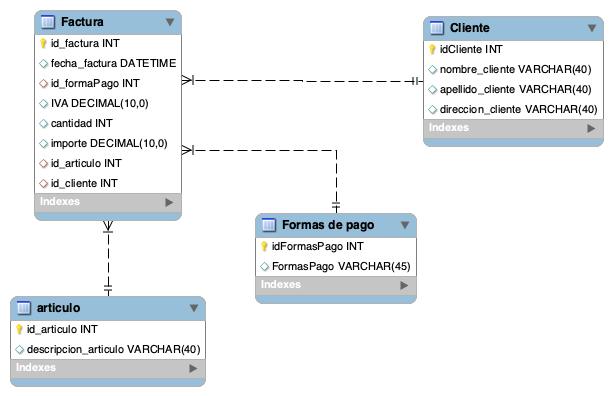 Factura
id_factura INT
fecha_factura DATETIME
id_formaPago INT
IVA DECIMAL(10,0)
cantidad INT
importe DECIMAL(10,0)
id_articulo INT
id_cliente INT
Indexes
Cliente
idCliente INT
nombre_cliente VARCHAR(40)
apellido_cliente VARCHAR(40)
direccion_cliente VARCHAR(40)
Indexes
Formas de pago
idFormasPago INT
FormasPago VARCHAR(45)
Indexes
articulo
id_articulo INT
descripcion_articulo VARCHAR(40)
Indexes